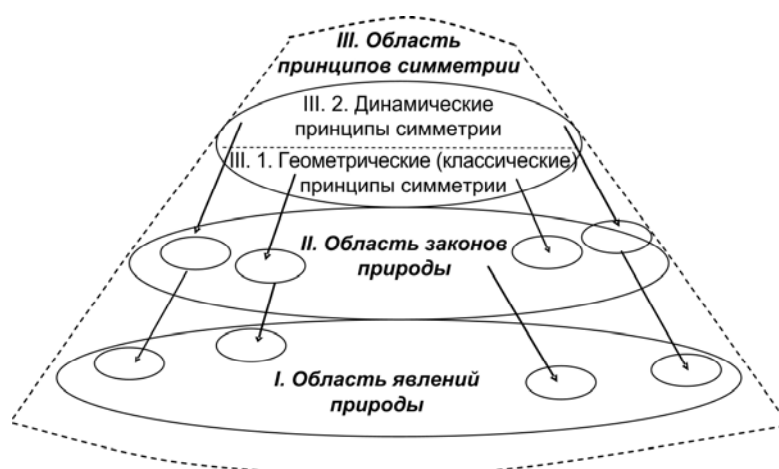 III. Область
принципов симметрии
III. 2. Динамические
принципы симметрии
III. 1. Геометрические (классические)
принципы симметрии
II. Область законов
природы
I. Область явлений
природы